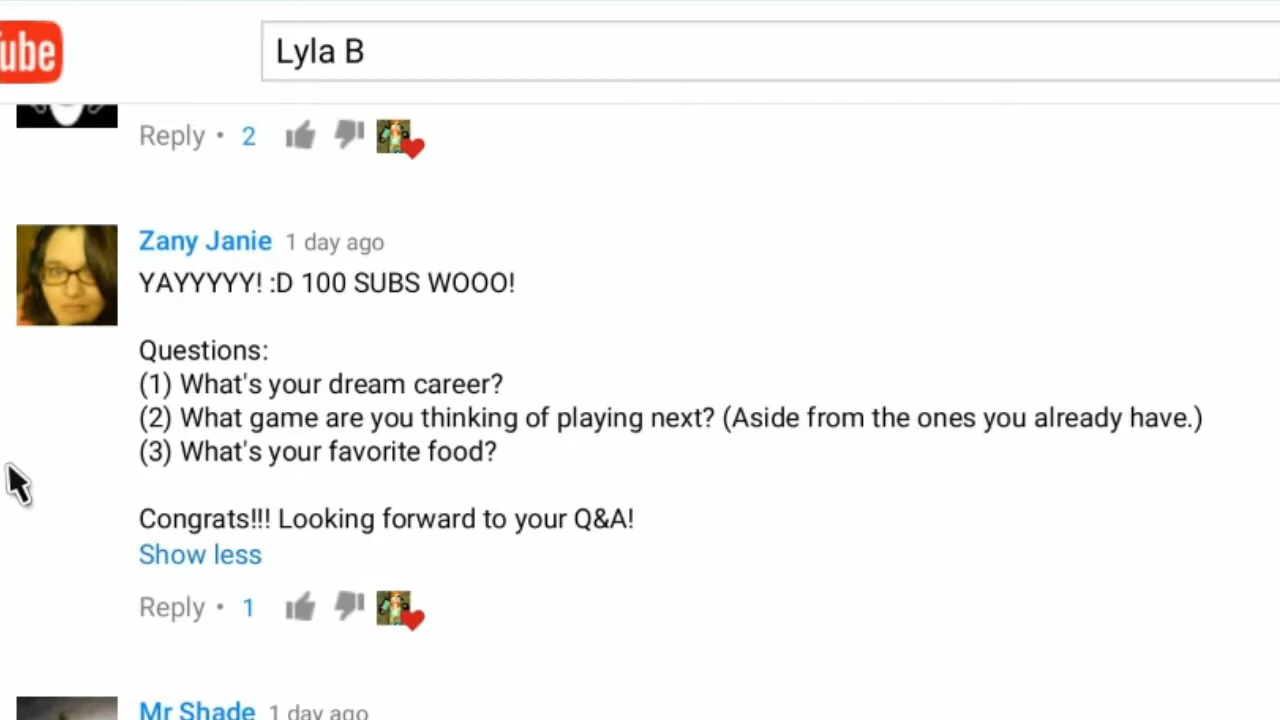 ube
Lyla B
Reply • 2
Zany Janie 1 day ago
YAYYYYY! :D 100 SUBS WOOO!
Questions:
(1) What's your dream career?
(2) What game are you thinking of playing next? (Aside from the ones you already have.)
(3) What's your favorite food?
Congrats!!! Looking forward to your Q&A!
Show less
Reply • 1
Mr Shade 1 day ago